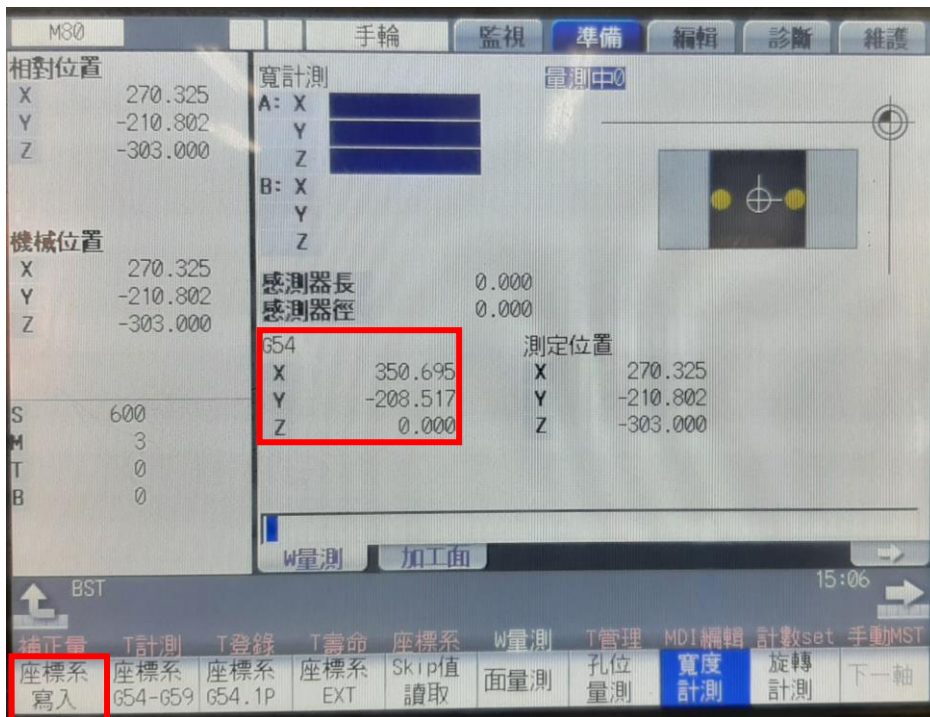 M80 手輪 監視 準備 編輯 診斷 維護
相對位置
X 270.325
Y -210.802
Z -303.000
機械位置
X 270.325
Y -210.802
Z -303.000
S 600
M 3
T 0
B 0
寬計測 量測中0
A: X
Y
Z
B: X
Y
Z
感測器長 0.000
感測器徑 0.000
G54 測定位置
X 350.695 X 270.325
Y -208.517 Y -210.802
Z 0.000 Z -303.000
W量測 加工面
BST 15:06
補正量 T計測 T登錄 T壽命 座標系 W量測 T管理 MDI編輯 計數set 手動MST
座標系 座標系 座標系 座標系 Skip值 面量測 孔位 寬度 旋轉 下一軸
寫入 G54-G59 G54.1P EXT 讀取 量測 計測 計測